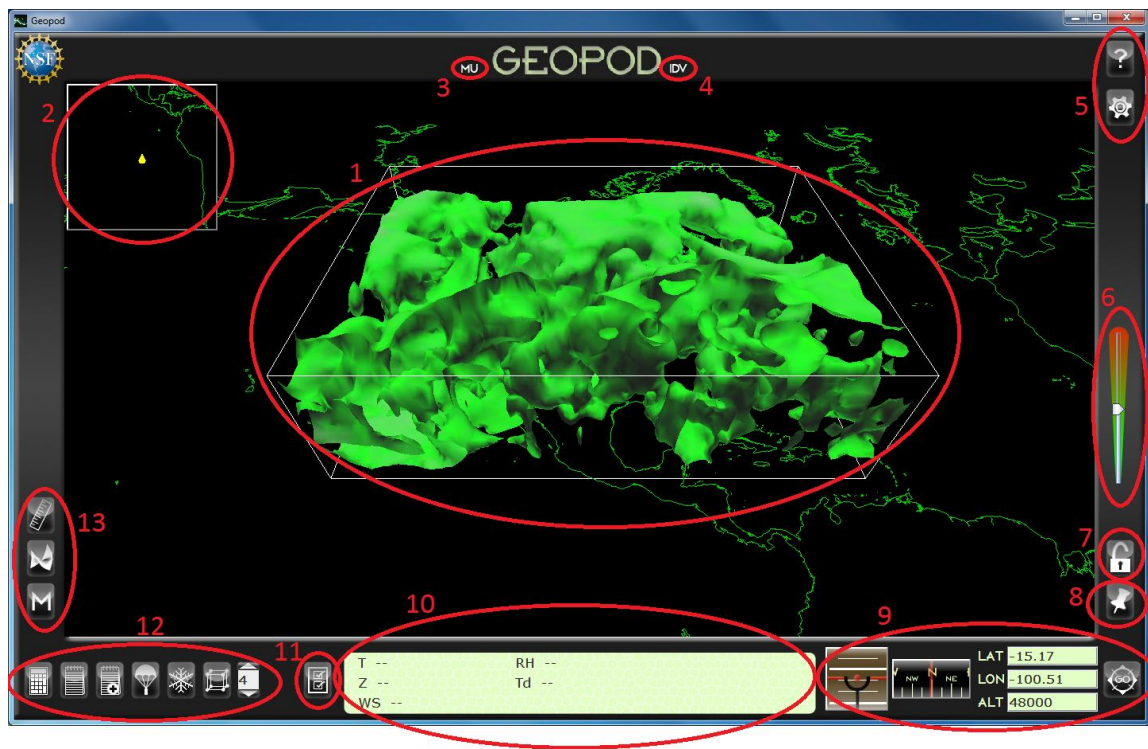 Geopod
NSF
MU GEOPOD IDV
3
4
5
?
2
1
6
7
8
13
M
12
11
10
9
T --
RH --
Z --
Td --
WS --
4
W NW N NE E
LAT -15.17
LON -100.51
ALT 48000
GO